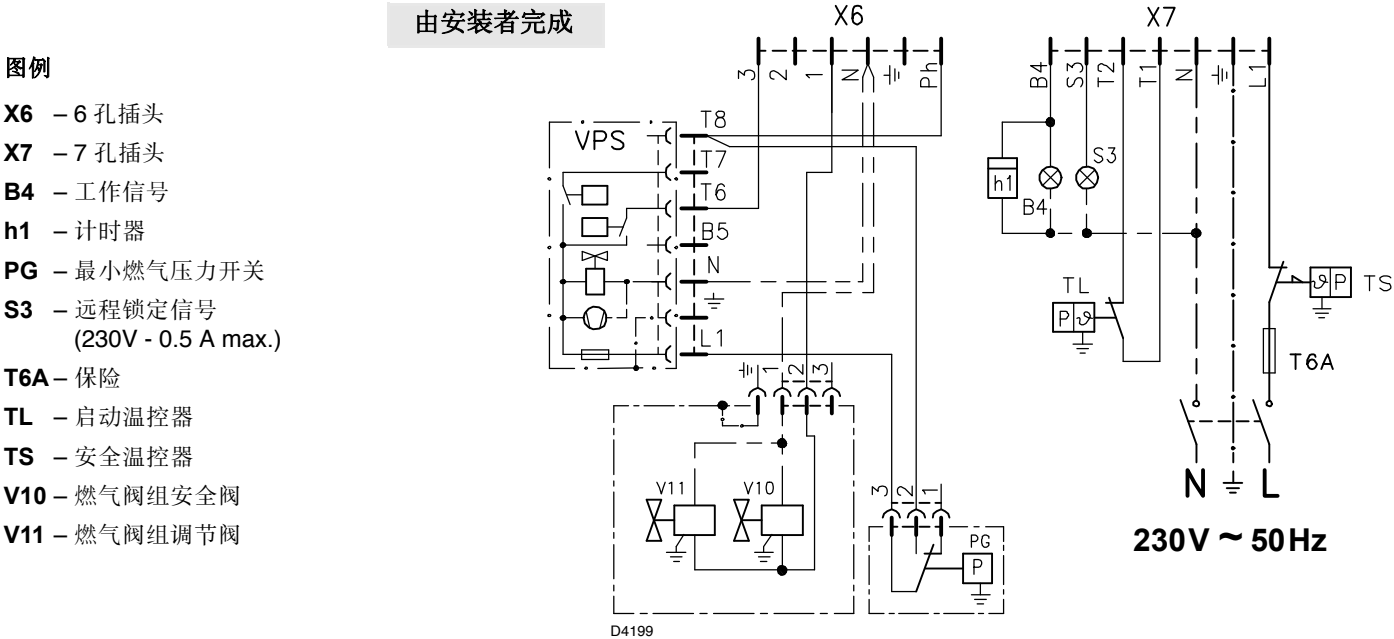 由安装者完成
图例
X6 – 6 孔插头
X7 – 7 孔插头
B4 – 工作信号
h1 – 计时器
PG – 最小燃气压力开关
S3 – 远程锁定信号
(230V - 0.5 A max.)
T6A – 保险
TL – 启动温控器
TS – 安全温控器
V10 – 燃气阀组安全阀
V11 – 燃气阀组调节阀
X6
3 2 1 N Ph
X7
B4 S3 T2 T1 N L1
VPS
T8
T7
T6
B5
N
L1
h1
B4
S3
TL
P ϑ
ϑ P TS
T6A
1 2 3
V11
V10
3 2 1
PG
P
N L
230V ~ 50Hz
D4199